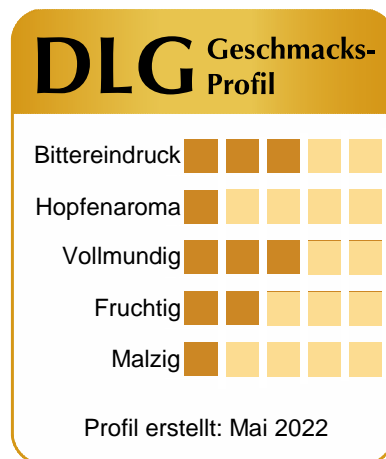 DLG Geschmacks-
Profil
Bittereindruck
Hopfenaroma
Vollmundig
Fruchtig
Malzig
Profil erstellt: Mai 2022